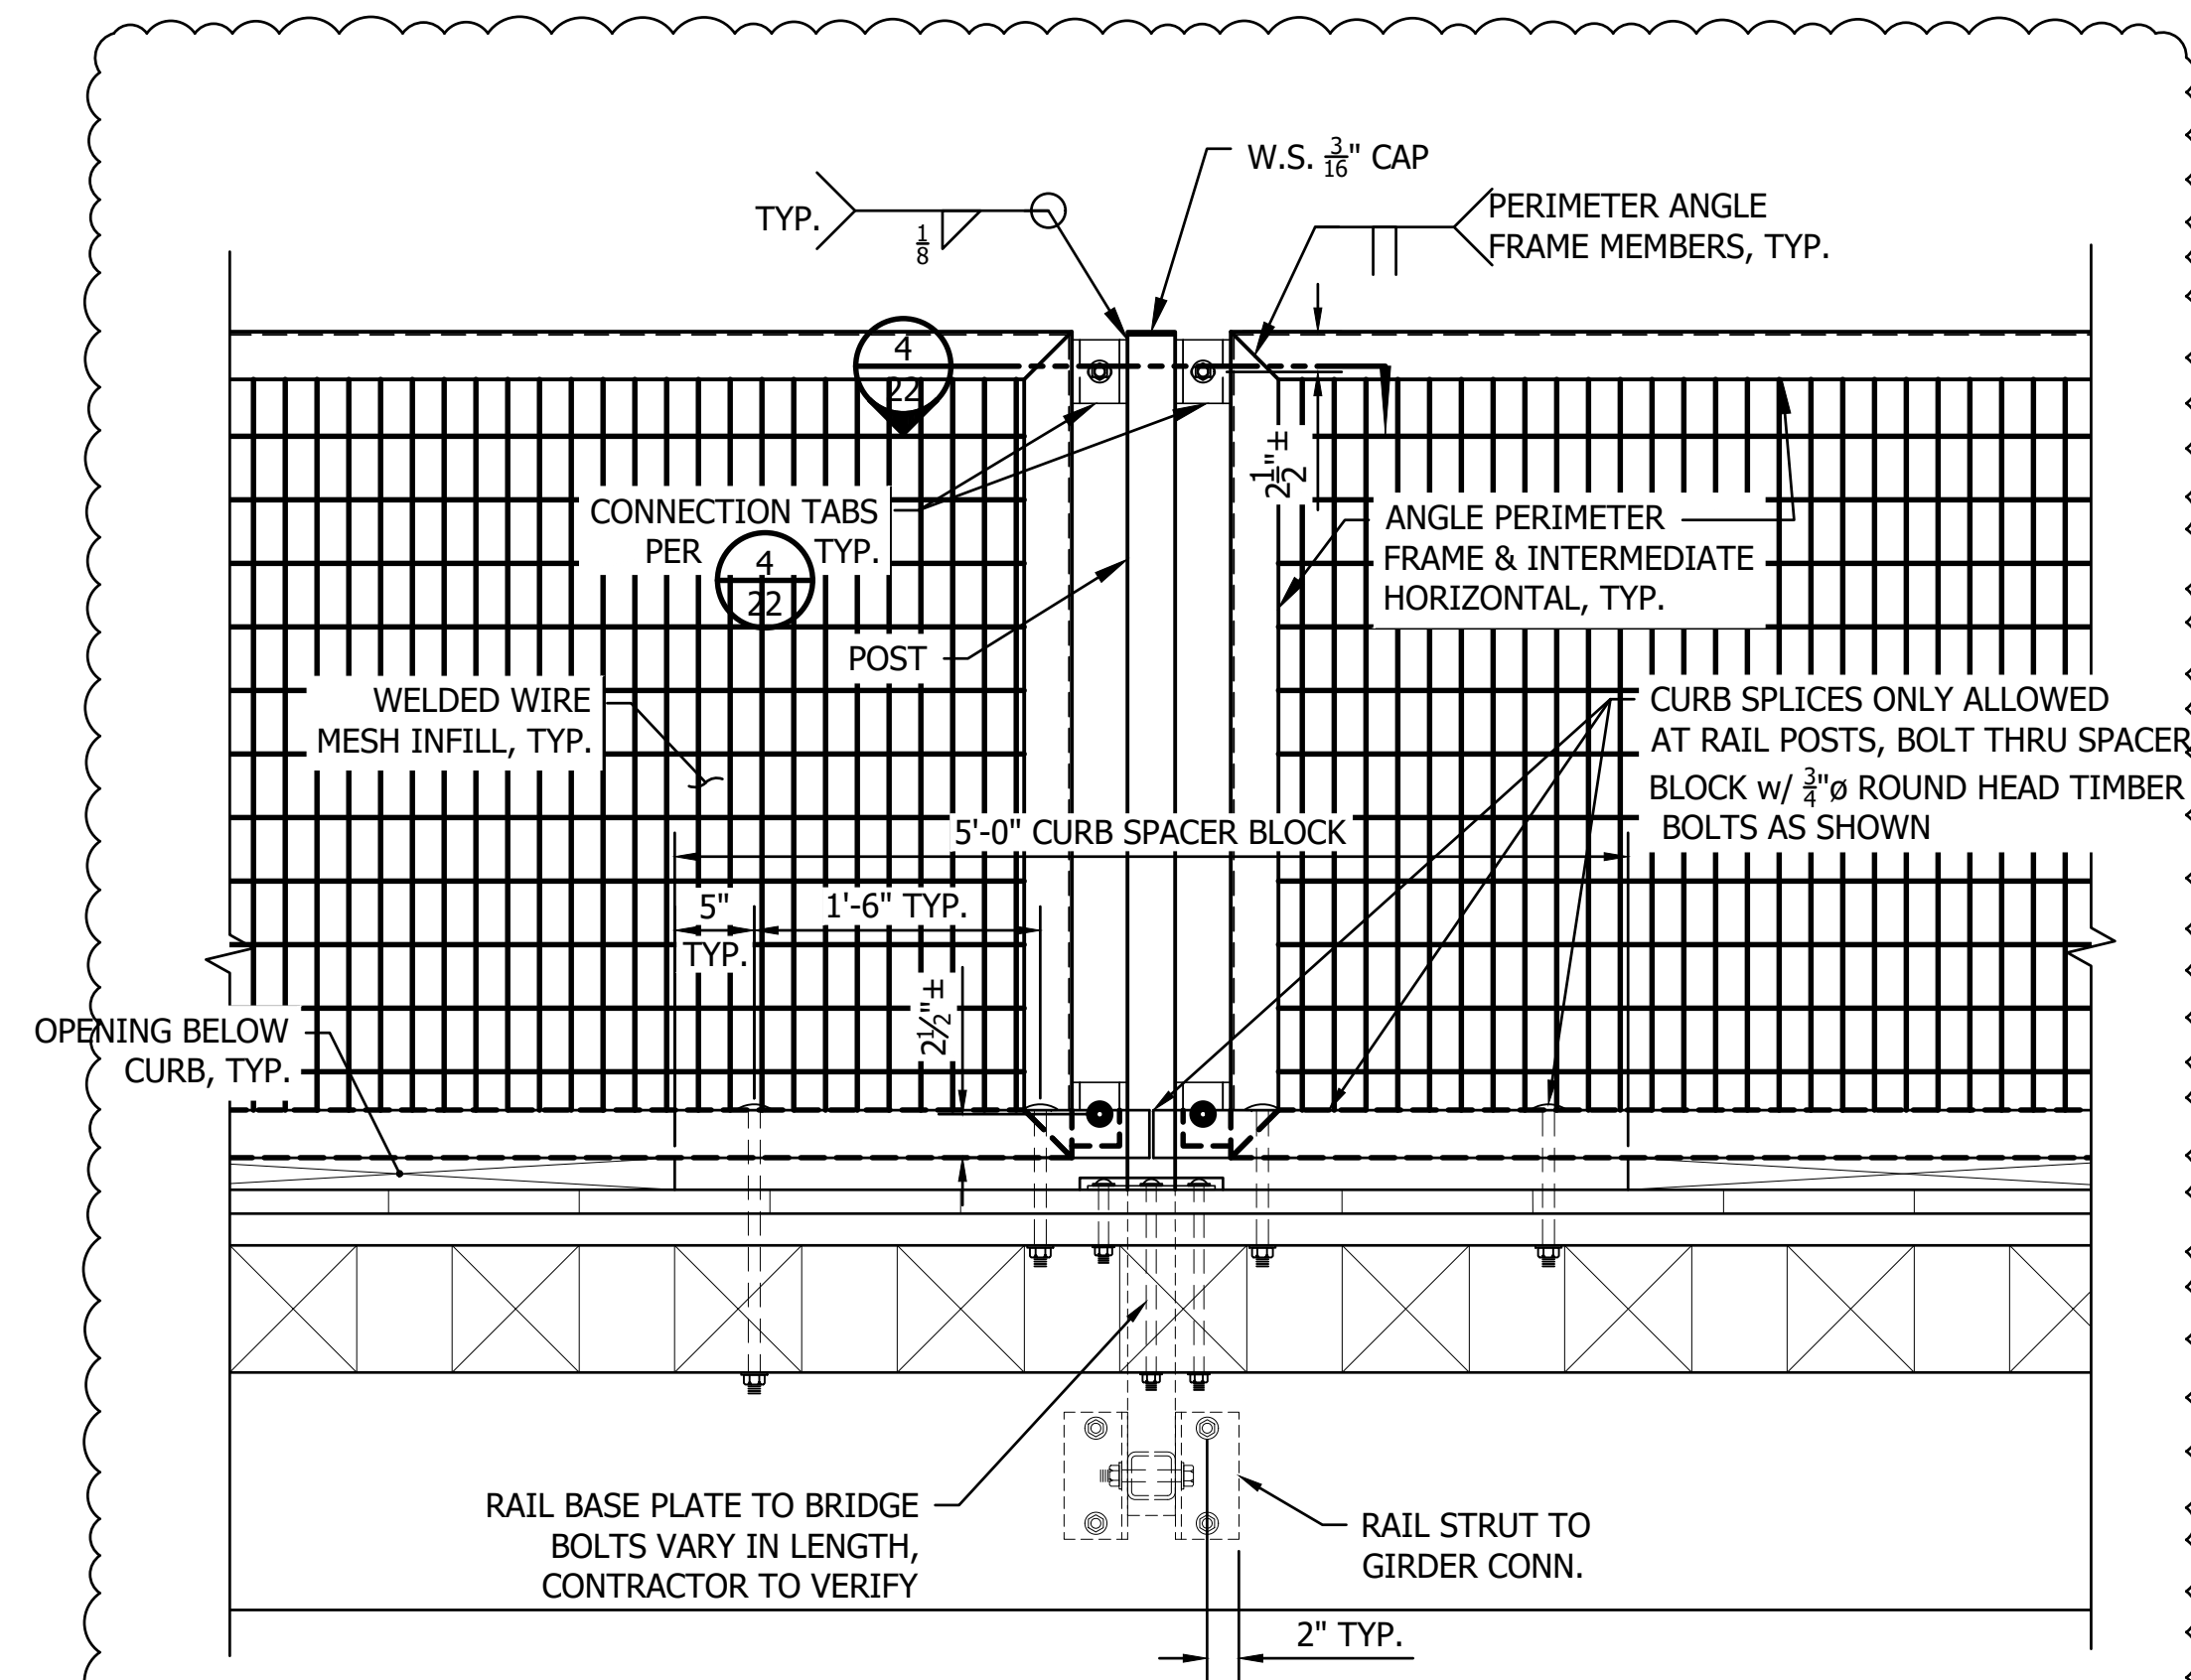 W.S. 3/16" CAP
TYP.
1/8
PERIMETER ANGLE
FRAME MEMBERS, TYP.
4
22
2 1/2"±
CONNECTION TABS
PER 4/22 TYP.
ANGLE PERIMETER
FRAME & INTERMEDIATE
HORIZONTAL, TYP.
POST
WELDED WIRE
MESH INFILL, TYP.
CURB SPLICES ONLY ALLOWED
AT RAIL POSTS, BOLT THRU SPACER
BLOCK w/ 3/4"ø ROUND HEAD TIMBER
BOLTS AS SHOWN
5'-0" CURB SPACER BLOCK
5"
TYP.
1'-6" TYP.
2½"±
OPENING BELOW
CURB, TYP.
RAIL BASE PLATE TO BRIDGE
BOLTS VARY IN LENGTH,
CONTRACTOR TO VERIFY
RAIL STRUT TO
GIRDER CONN.
2" TYP.